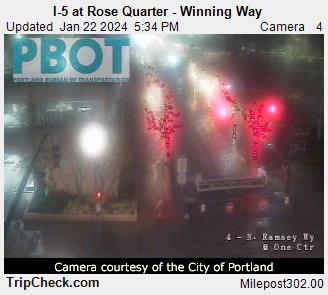 I-5 at Rose Quarter - Winning Way
Updated Jan 22 2024 5:34 PM Camera 4
PBOT
PORTLAND BUREAU OF TRANSPORTATION
4 - N. Ramsey Wy
@ One Ctr
Camera courtesy of the City of Portland
TripCheck.com Milepost302.00